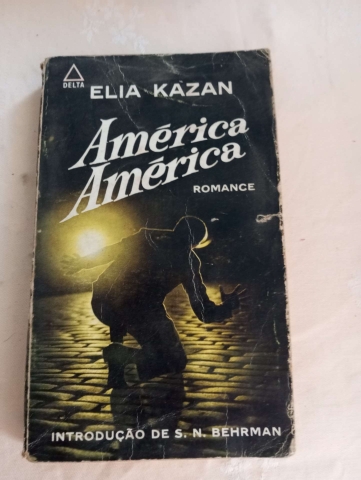 DELTA
ELIA KAZAN
América
América
ROMANCE
INTRODUÇÃO DE S. N. BEHRMAN